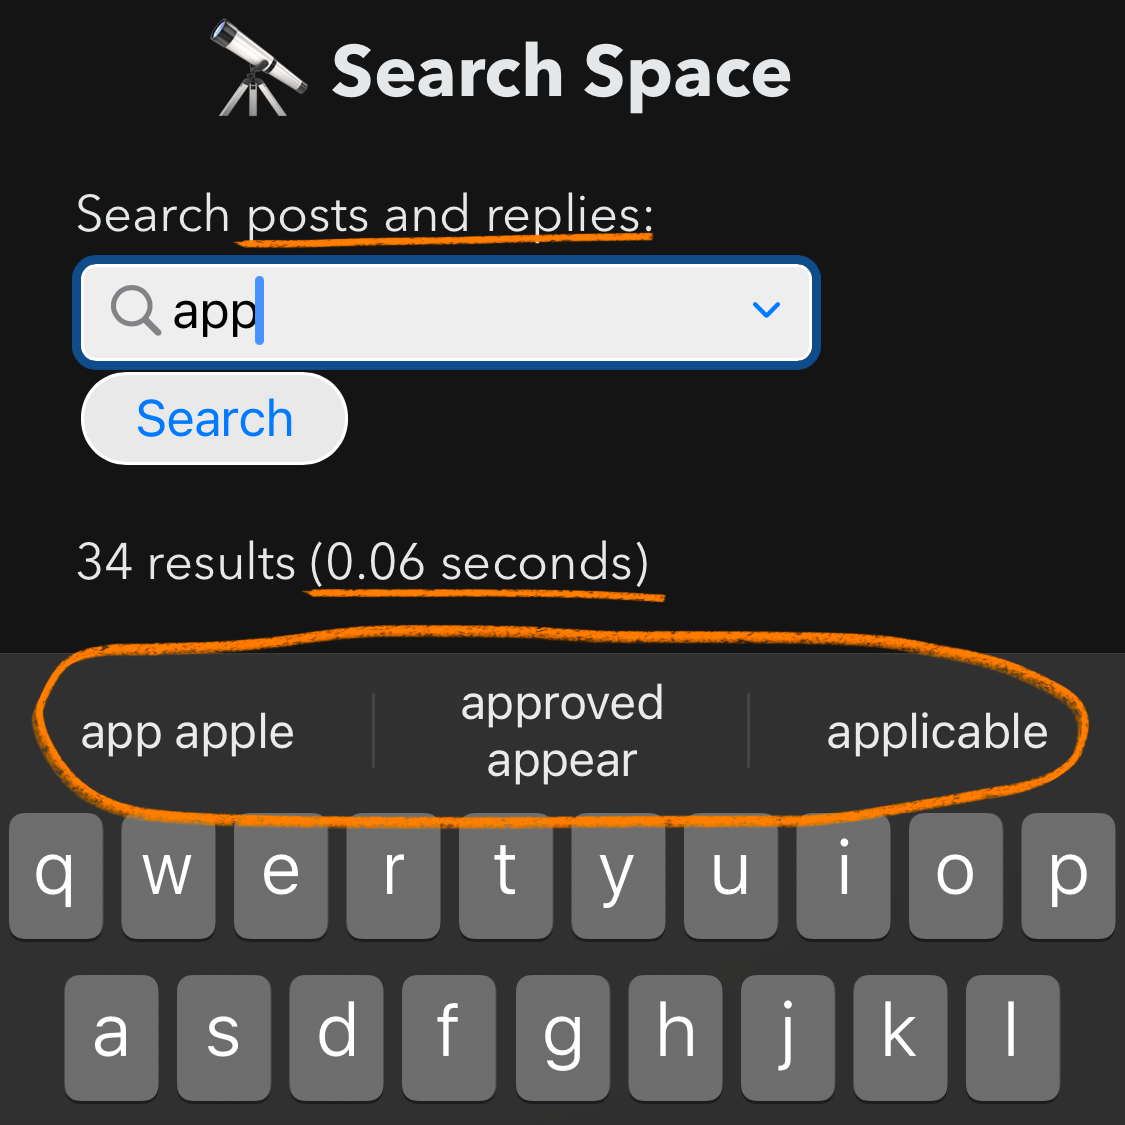 Search Space
Search posts and replies:
app
Search
34 results (0.06 seconds)
app apple
approved
appear
applicable
q w e r t y u i o p
a s d f g h j k l